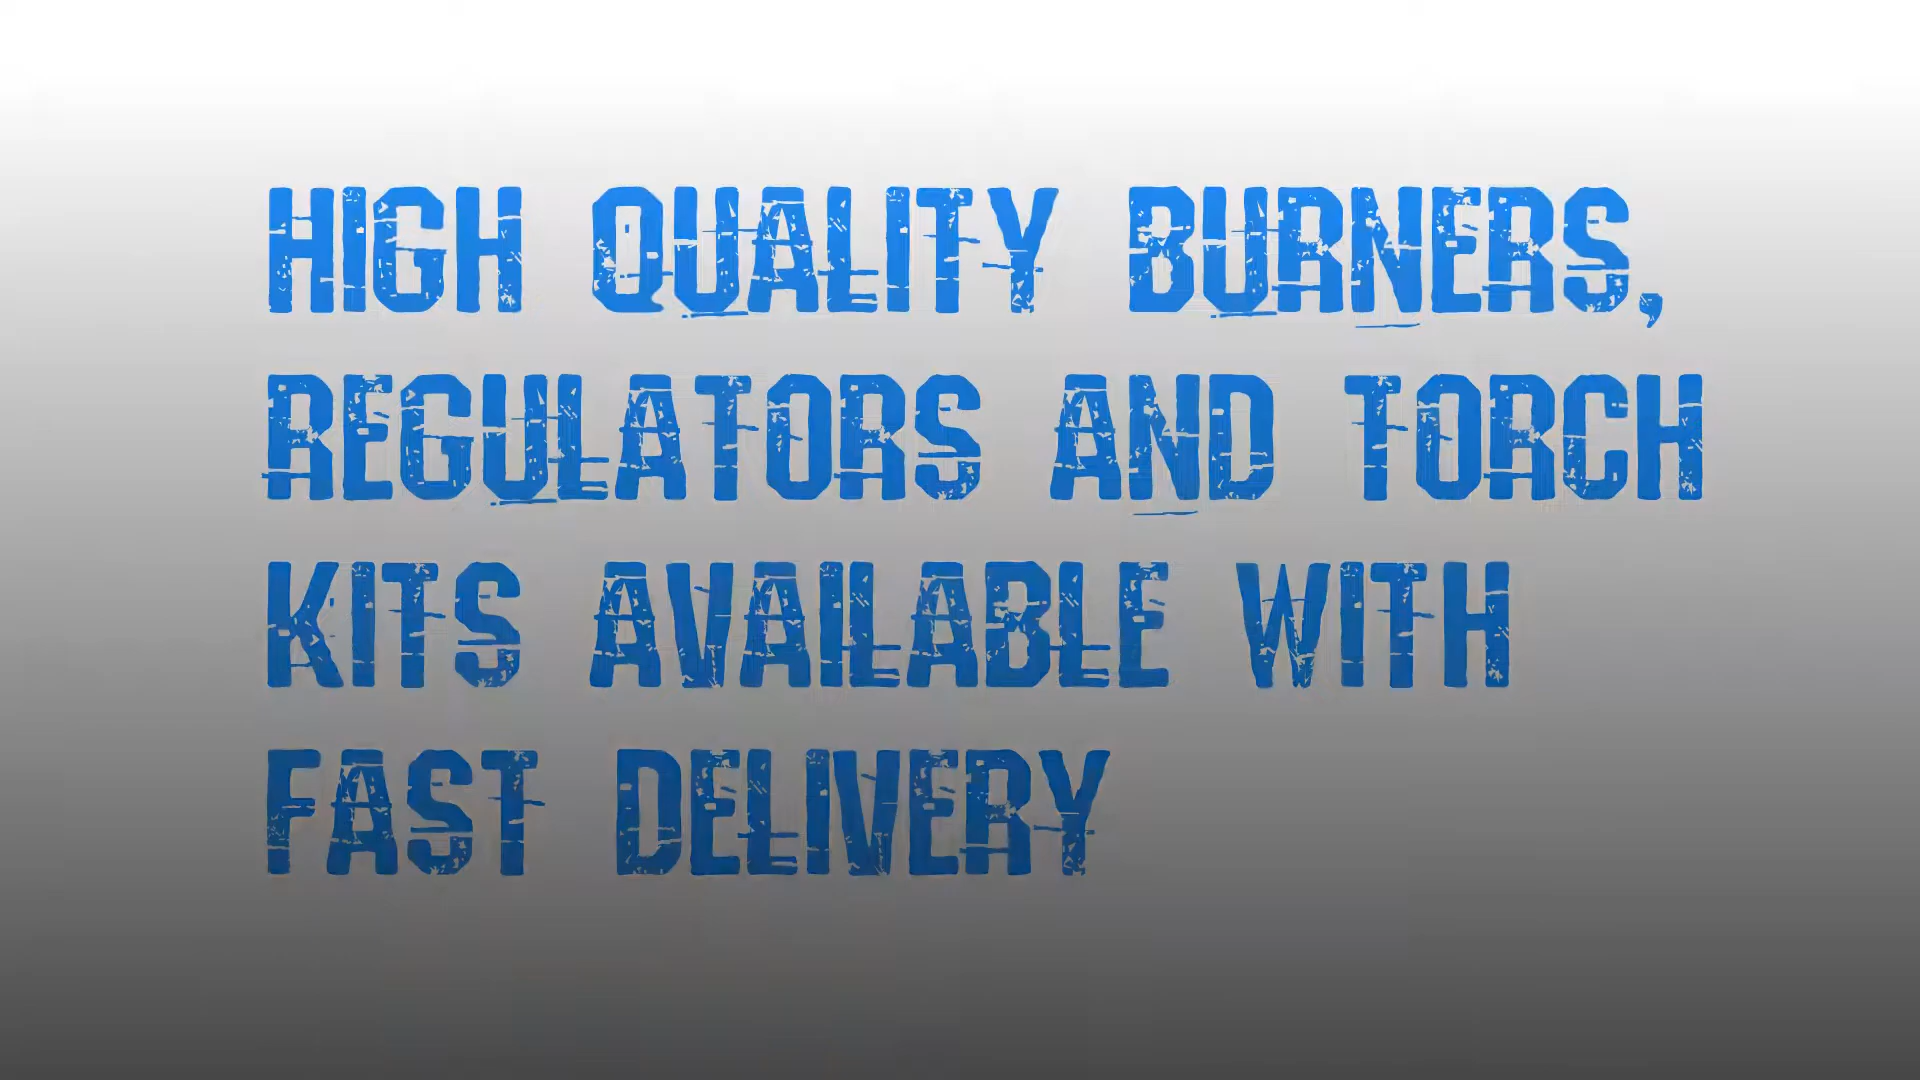 HIGH QUALITY BURNERS,
REGULATORS AND TORCH
KITS AVAILABLE WITH
FAST DELIVERY